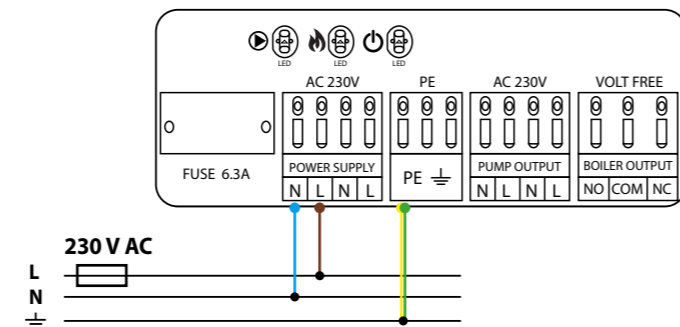 LED LED LED
AC 230V PE AC 230V VOLT FREE
FUSE 6.3A
POWER SUPPLY PE PUMP OUTPUT BOILER OUTPUT
N L N L N L N L NO COM NC
230 V AC
L
N